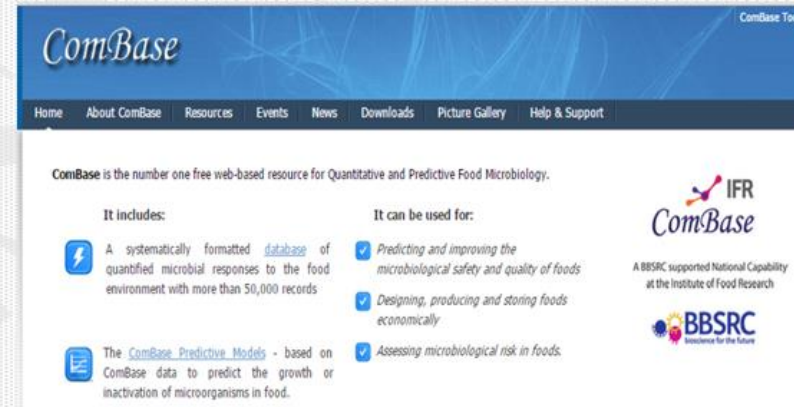 ComBase Too
ComBase
Home About ComBase Resources Events News Downloads Picture Gallery Help & Support
ComBase is the number one free web-based resource for Quantitative and Predictive Food Microbiology.
It includes:
A systematically formatted database of
quantified microbial responses to the food
environment with more than 50,000 records
The ComBase Predictive Models - based on
ComBase data to predict the growth or
inactivation of microorganisms in food.
It can be used for:
Predicting and improving the
microbiological safety and quality of foods
Designing, producing and storing foods
economically
Assessing microbiological risk in foods.
IFR
ComBase
A BBSRC supported National Capability
at the Institute of Food Research
BBSRC
bioscience for the future